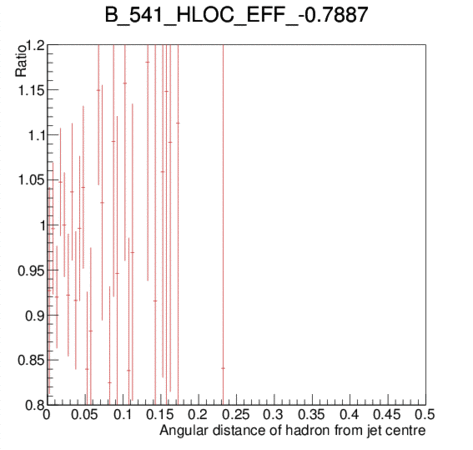 B_541_HLOC_EFF_-0.7887
Ratio
1.2
1.15
1.1
1.05
1
0.95
0.9
0.85
0.8
0 0.05 0.1 0.15 0.2 0.25 0.3 0.35 0.4 0.45 0.5
Angular distance of hadron from jet centre